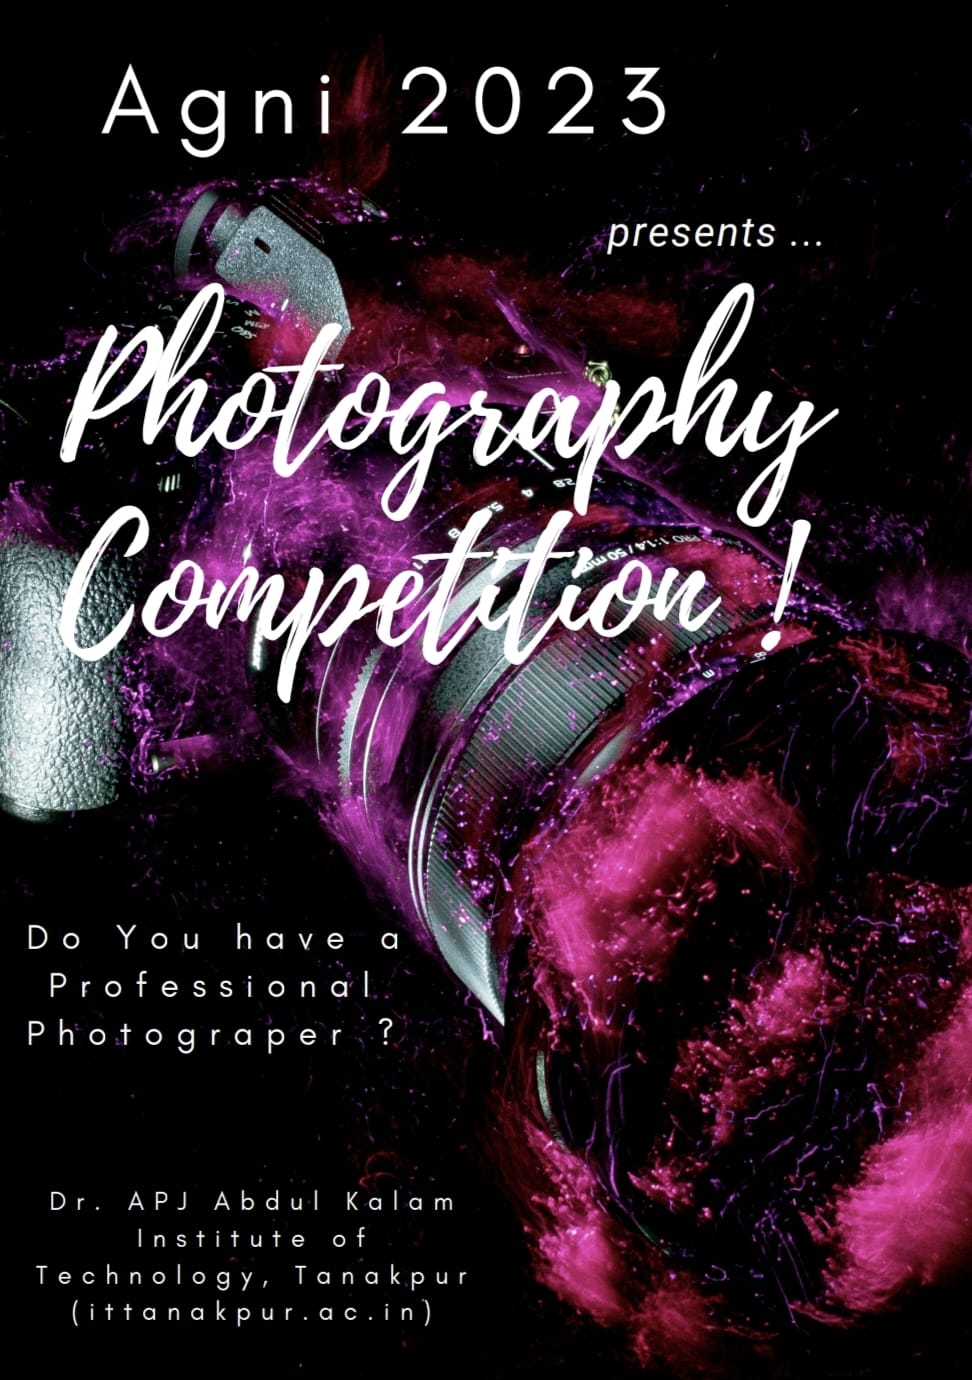 Agni 2023
presents ...
Photography
Competition !
Do You have a
Professional
Photograper ?
Dr. APJ Abdul Kalam
Institute of
Technology, Tanakpur
(ittanakpur.ac.in)